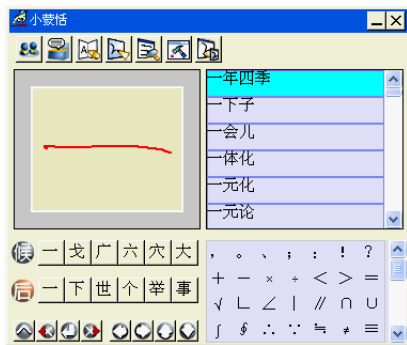 小蒙恬
一年四季
一下子
一会儿
一体化
一元化
一元论
候 一 戈 广 六 穴 大
后 一 下 世 个 举 事
, 。 、 ; : ! ?
+ － × ÷ < > =
√ ∟ ∠ | ∥ ∩ ∪
∫ ∮ ∴ ∵ ≒ ≠ ≡